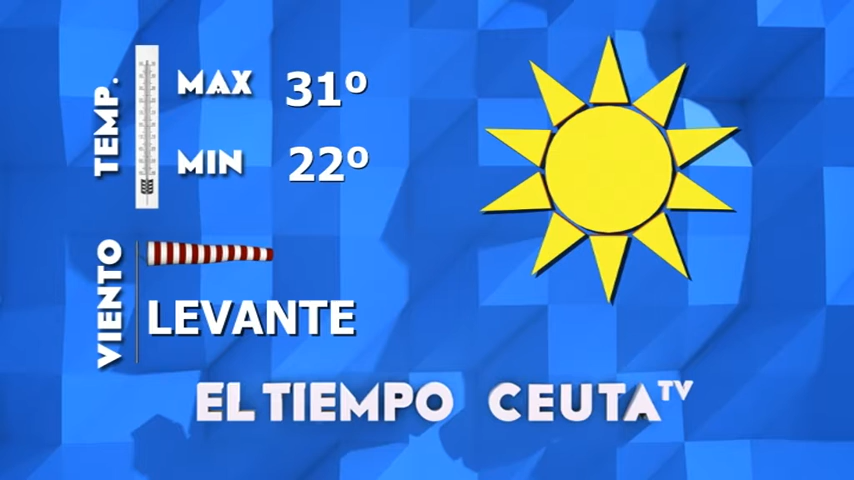 TEMP.
MAX 31º
MIN 22º
VIENTO
LEVANTE
EL TIEMPO CEUTA TV